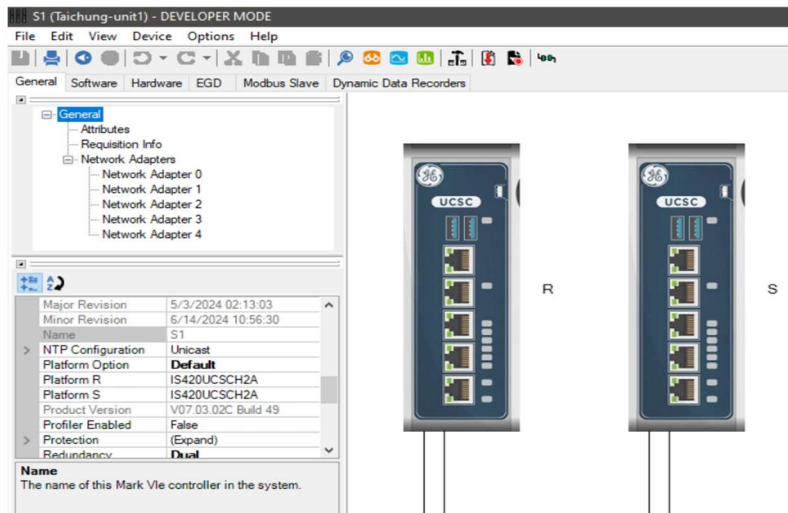 S1 (Taichung-unit1) - DEVELOPER MODE
File Edit View Device Options Help
General Software Hardware EGD Modbus Slave Dynamic Data Recorders
General
Attributes
Requisition Info
Network Adapters
Network Adapter 0
Network Adapter 1
Network Adapter 2
Network Adapter 3
Network Adapter 4
Major Revision 5/3/2024 02:13:03
Minor Revision 6/14/2024 10:56:30
Name S1
NTP Configuration Unicast
Platform Option Default
Platform R IS420UCSCH2A
Platform S IS420UCSCH2A
Product Version V07.03.02C Build 49
Profiler Enabled False
Protection (Expand)
Redundancy Dual
Name
The name of this Mark VIe controller in the system.
UCSC
R
UCSC
S